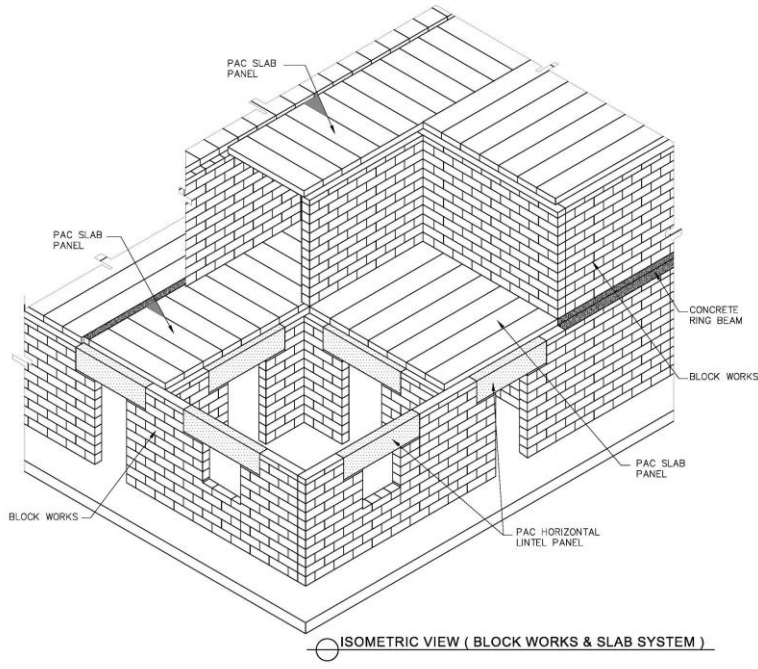 PAC SLAB
PANEL
PAC SLAB
PANEL
CONCRETE
RING BEAM
BLOCK WORKS
PAC SLAB
PANEL
BLOCK WORKS
PAC HORIZONTAL
LINTEL PANEL
ISOMETRIC VIEW ( BLOCK WORKS & SLAB SYSTEM )